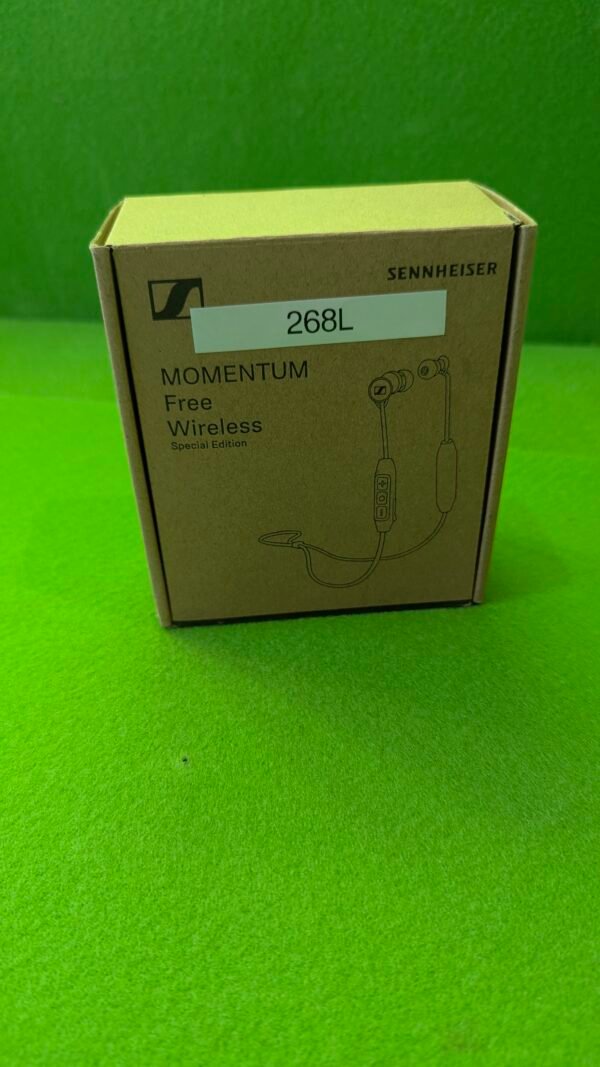 SENNHEISER
268L
MOMENTUM
Free
Wireless
Special Edition